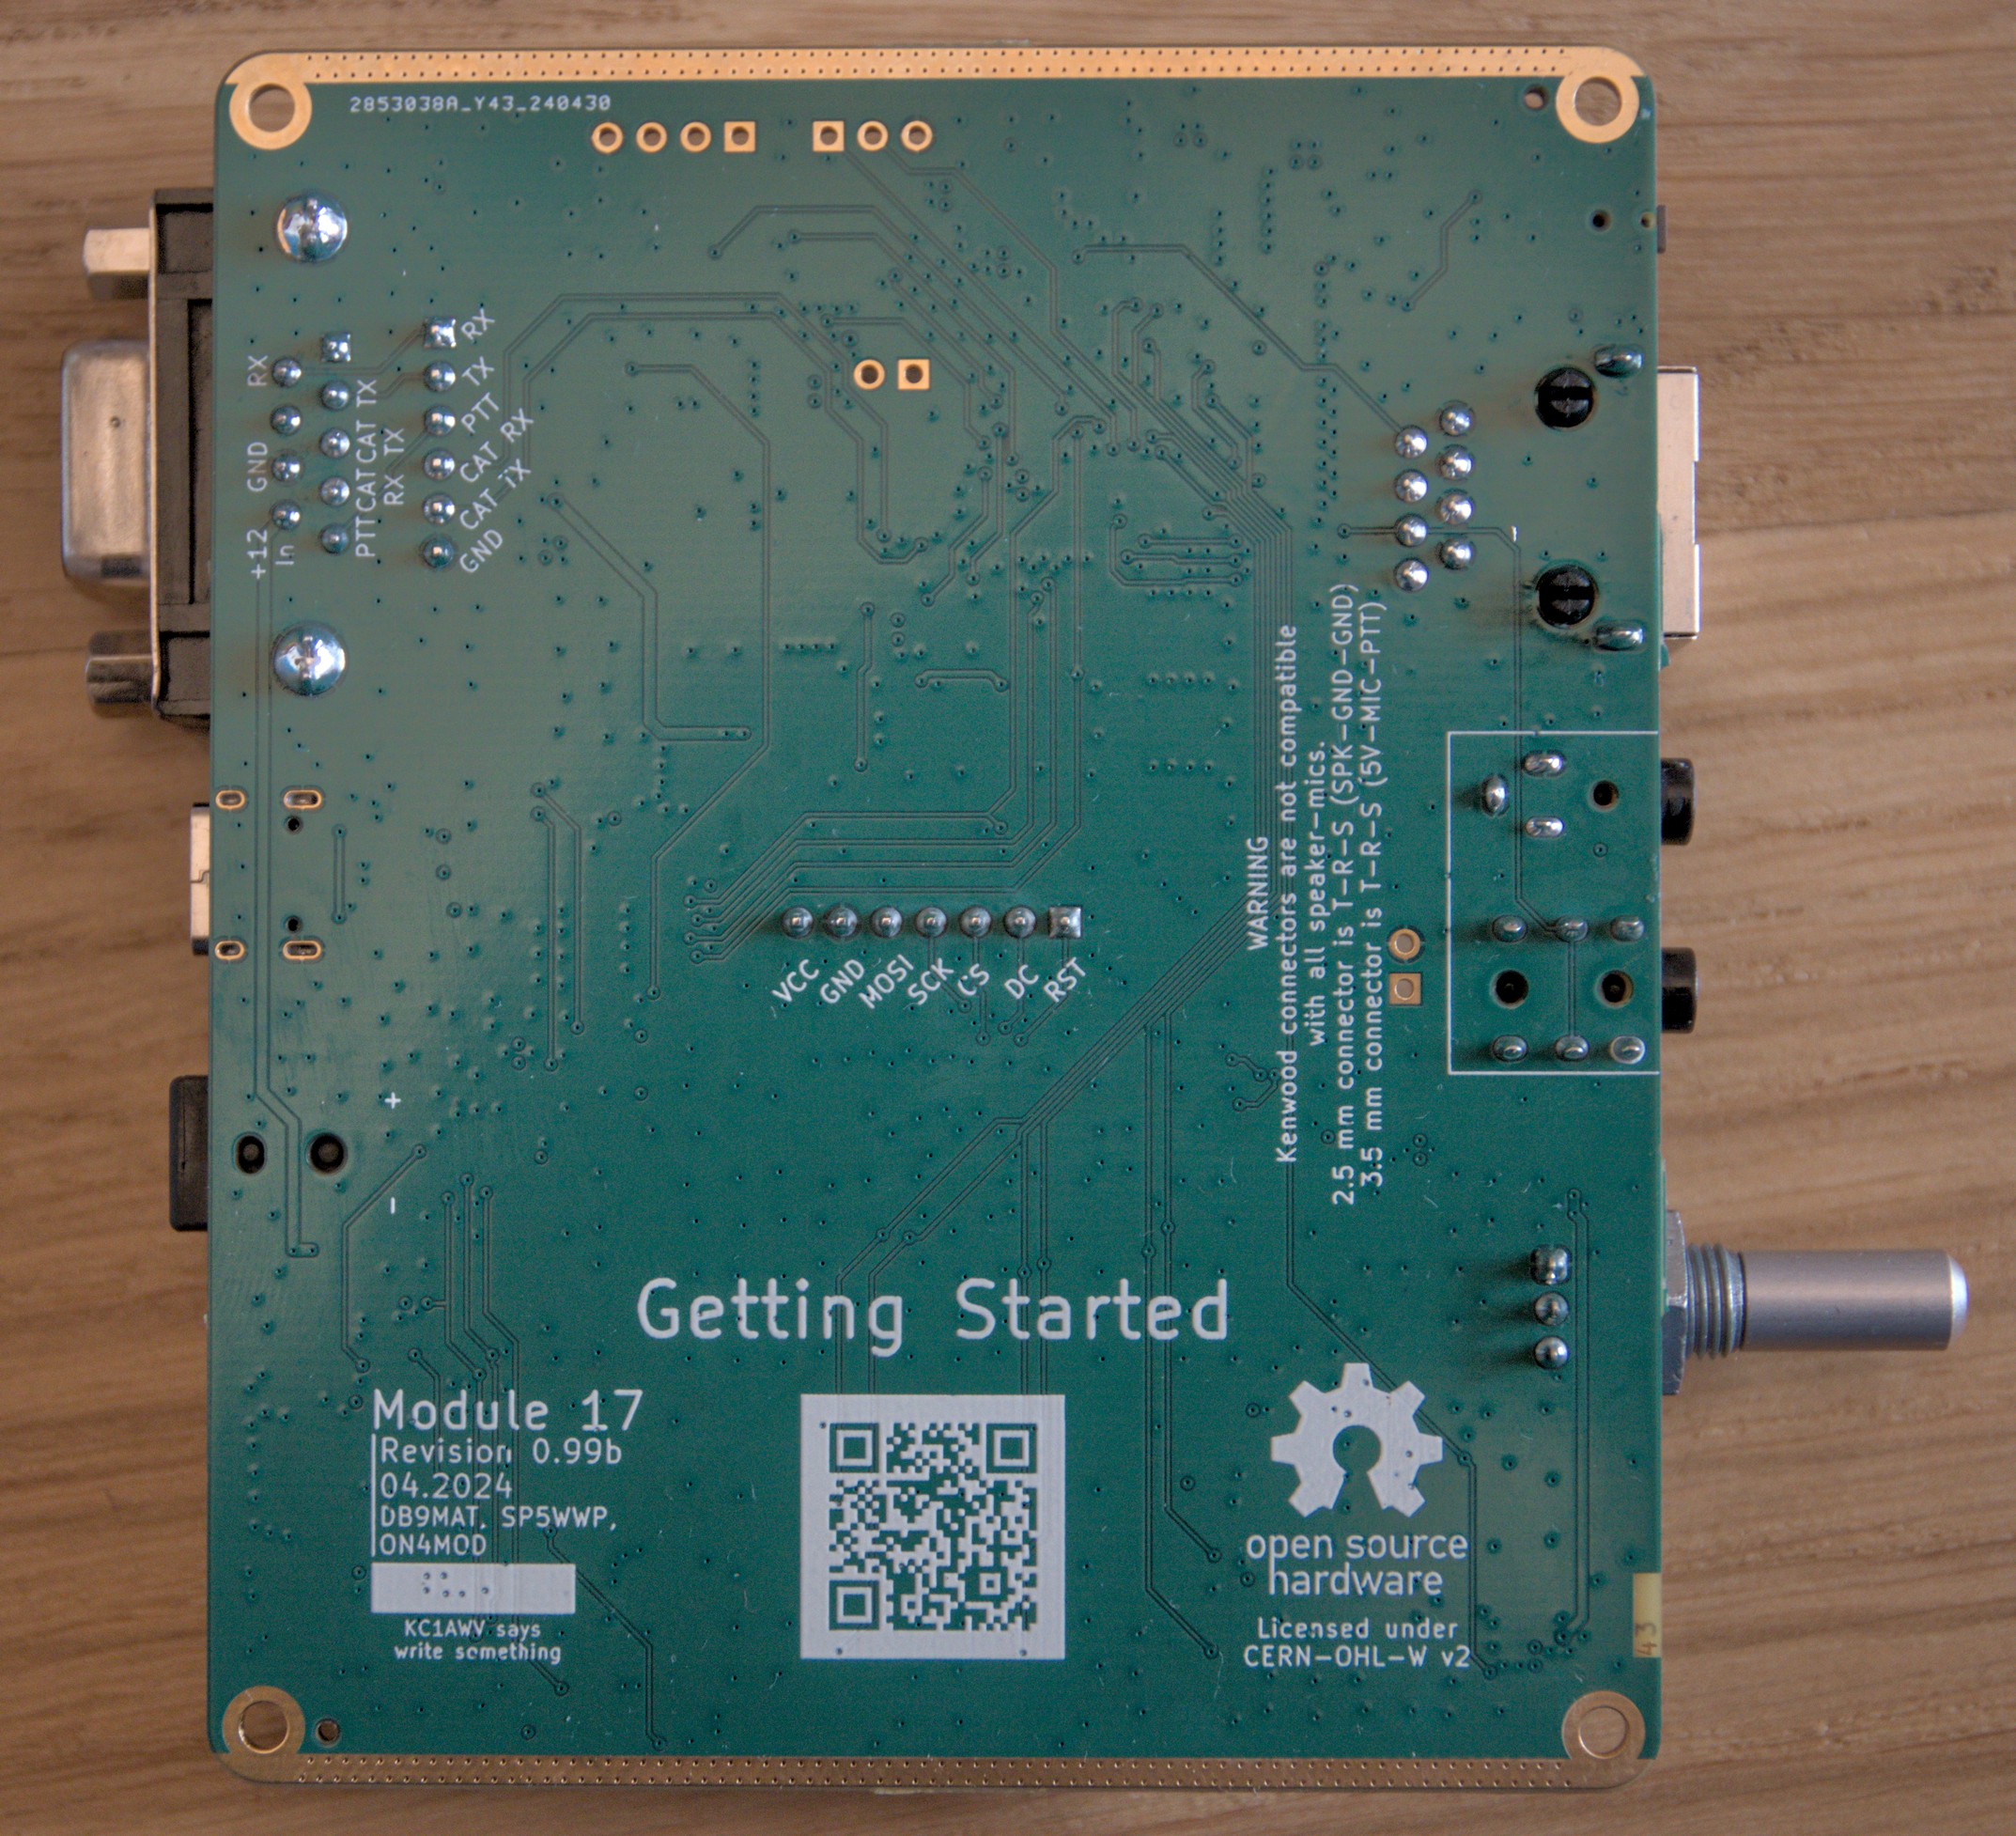 2853038A_Y43_240430
RX
TX
PTT
CAT RX
CAT TX
GND
RX
GND
+12
In
TX
CAT
TX
CAT
RX
PTT
VCC
GND
MOSI
SCK
CS
DC
RST
WARNING
Kenwood connectors are not compatible
with all speaker-mics.
2.5 mm connector is T-R-S (SPK-GND-GND)
3.5 mm connector is T-R-S (5V-MIC-PTT)
+
-
Getting Started
Module 17
Revision 0.99b
04.2024
DB9MAT, SP5WWP,
ON4MOD
KC1AWV says
write something
open source
hardware
Licensed under
CERN-OHL-W v2
43